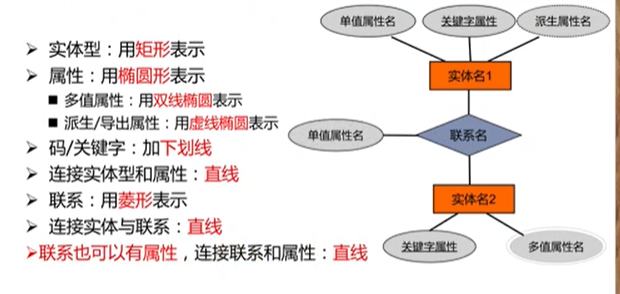 ➢ 实体型：用矩形表示
➢ 属性：用椭圆形表示
■ 多值属性：用双线椭圆表示
■ 派生/导出属性：用虚线椭圆表示
➢ 码/关键字：加下划线
➢ 连接实体型和属性：直线
➢ 联系：用菱形表示
➢ 连接实体与联系：直线
➢联系也可以有属性，连接联系和属性：直线
单值属性名
关键字属性
派生属性名
实体名1
单值属性名
联系名
实体名2
关键字属性
多值属性名